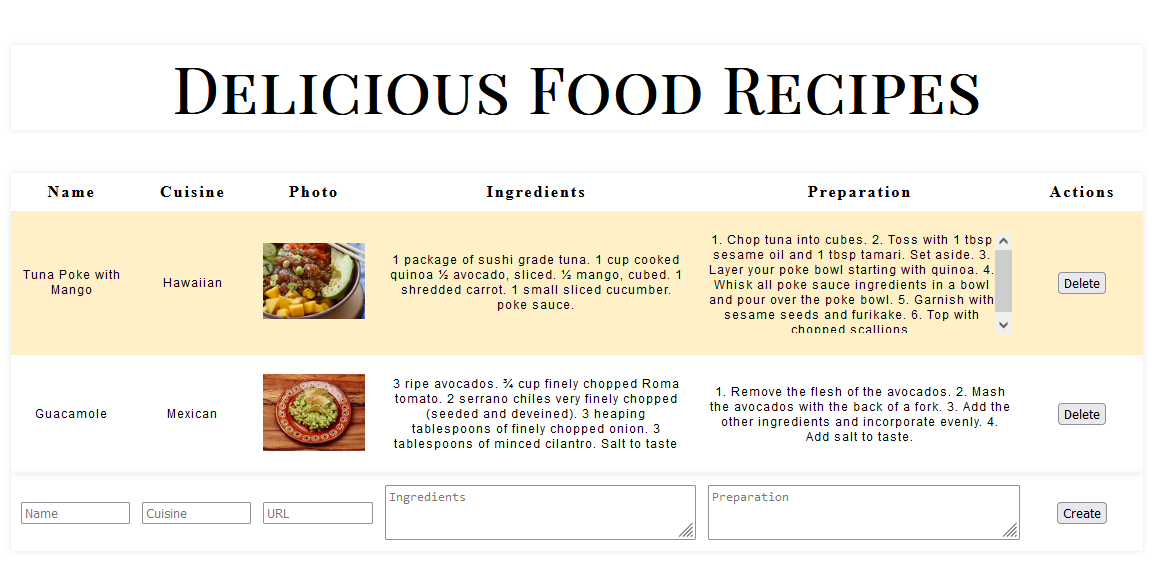 Delicious Food Recipes
Name Cuisine Photo Ingredients Preparation Actions
Tuna Poke with
Mango
Hawaiian
1 package of sushi grade tuna. 1 cup cooked
quinoa ½ avocado, sliced. ½ mango, cubed. 1
shredded carrot. 1 small sliced cucumber.
poke sauce.
1. Chop tuna into cubes. 2. Toss with 1 tbsp
sesame oil and 1 tbsp tamari. Set aside. 3.
Layer your poke bowl starting with quinoa. 4.
Whisk all poke sauce ingredients in a bowl
and pour over the poke bowl. 5. Garnish with
sesame seeds and furikake. 6. Top with
chopped scallions
Delete
Guacamole
Mexican
3 ripe avocados. ¾ cup finely chopped Roma
tomato. 2 serrano chiles very finely chopped
(seeded and deveined). 3 heaping
tablespoons of finely chopped onion. 3
tablespoons of minced cilantro. Salt to taste
1. Remove the flesh of the avocados. 2. Mash
the avocados with the back of a fork. 3. Add the
other ingredients and incorporate evenly. 4.
Add salt to taste.
Delete
Name
Cuisine
URL
Ingredients
Preparation
Create